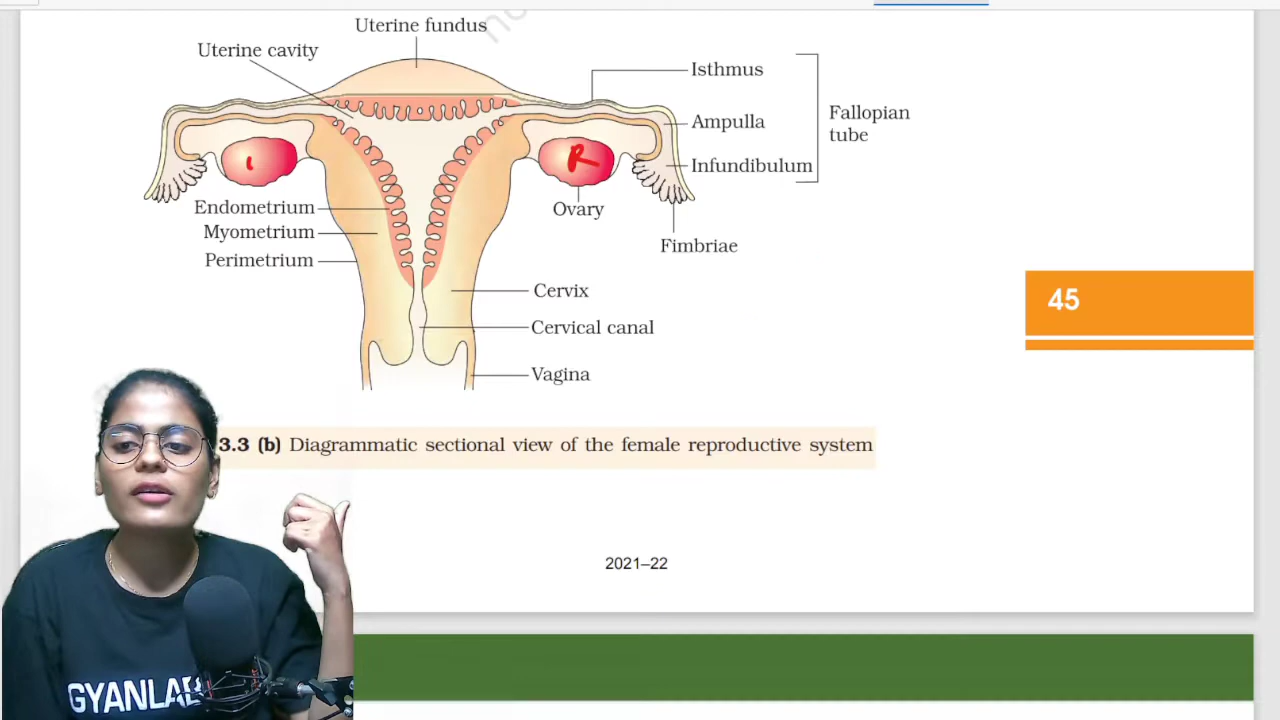 Uterine fundus
Uterine cavity
Isthmus
Ampulla
Fallopian
tube
Infundibulum
R
Endometrium
Ovary
Myometrium
Fimbriae
Perimetrium
Cervix
45
Cervical canal
Vagina
3.3 (b) Diagrammatic sectional view of the female reproductive system
2021–22
GYANLAB